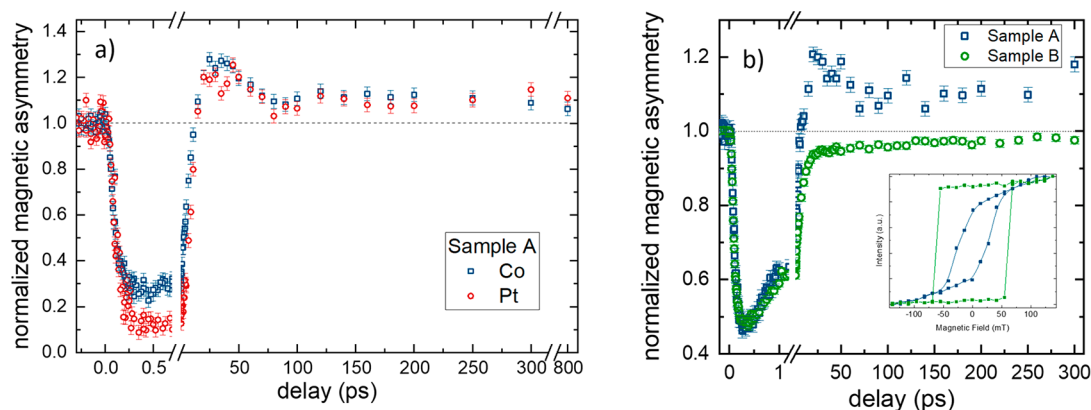 a)
normalized magnetic asymmetry
1.4
1.2
1.0
0.8
0.6
0.4
0.2
0.0
Sample A
Co
Pt
0.0 0.5 50 100 150 200 250 300 800
delay (ps)
b)
normalized magnetic asymmetry
1.2
1.0
0.8
0.6
0.4
Sample A
Sample B
Intensity (a.u.)
-100 -50 0 50 100
Magnetic Field (mT)
0 1 50 100 150 200 250 300
delay (ps)